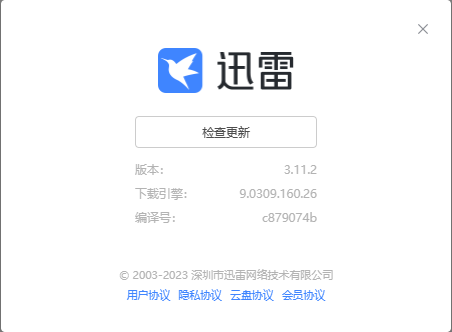 迅雷
检查更新
版本： 3.11.2
下载引擎： 9.0309.160.26
编译号： c879074b
© 2003-2023 深圳市迅雷网络技术有限公司
用户协议 隐私协议 云盘协议 会员协议